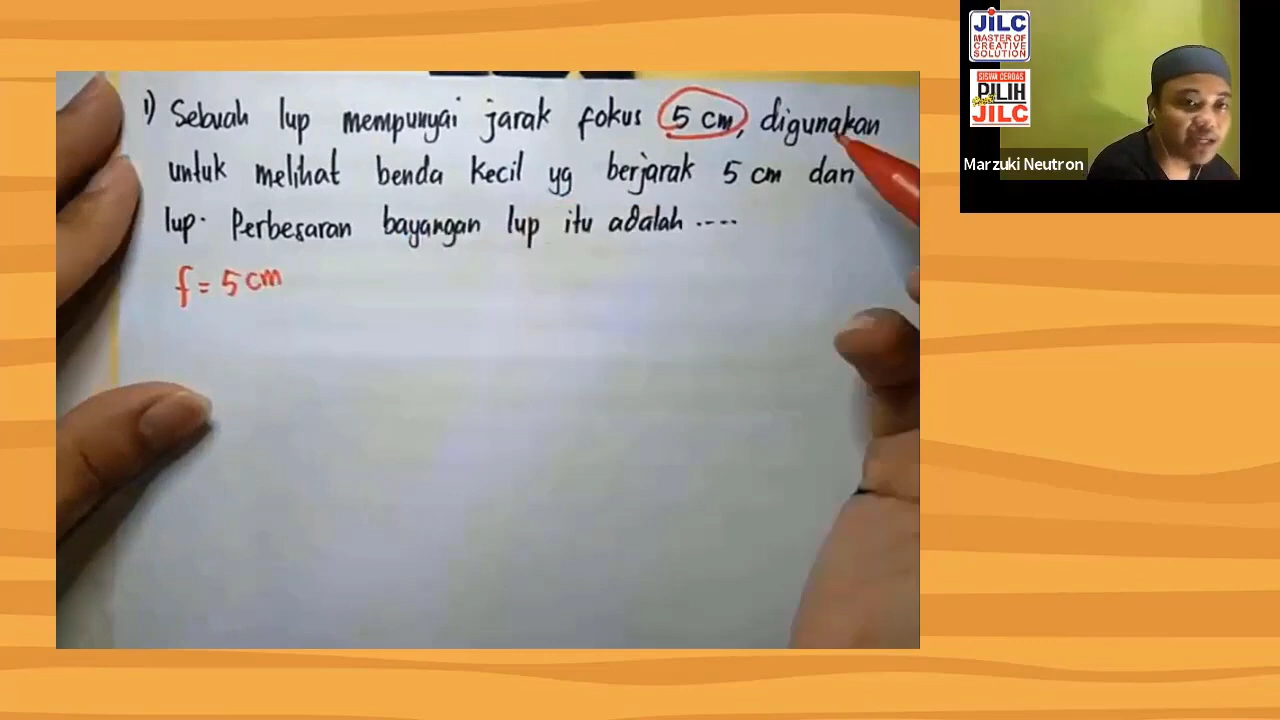 1) Sebuah lup mempunyai jarak fokus 5 cm, digunakan
untuk melihat benda kecil yg berjarak 5 cm dari
lup. Perbesaran bayangan lup itu adalah ....
f = 5 cm
JILC
MASTER OF
CREATIVE
SOLUTION
SISWA CERDAS
PILIH
JILC
Marzuki Neutron